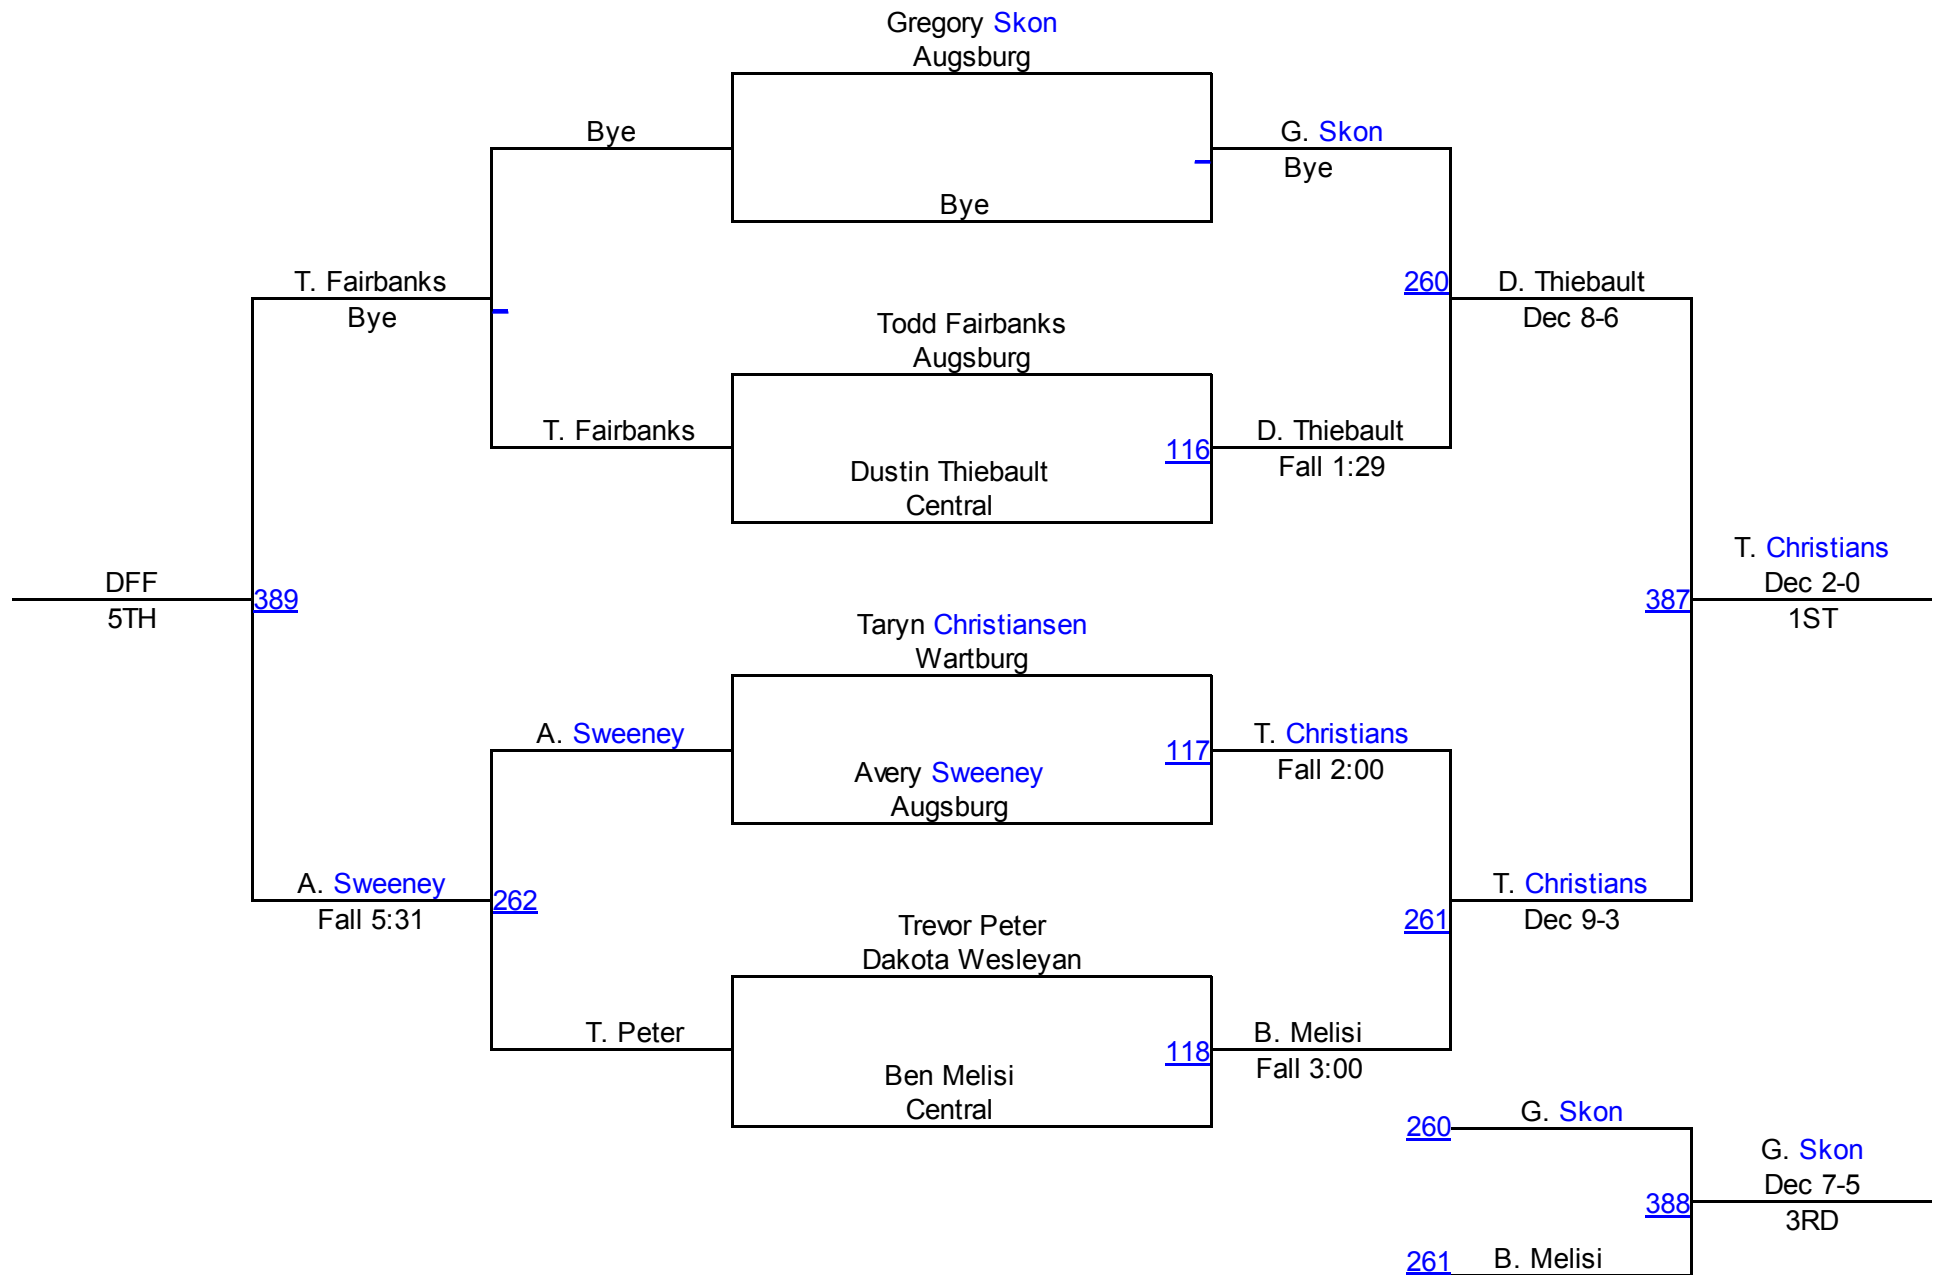 Gregory Skon
Augsburg
Bye
G. Skon
Bye
Bye
T. Fairbanks
Bye
260
D. Thiebault
Dec 8-6
Todd Fairbanks
Augsburg
T. Fairbanks
116
D. Thiebault
Fall 1:29
Dustin Thiebault
Central
DFF
5TH
389
387
T. Christians
Dec 2-0
1ST
Taryn Christiansen
Wartburg
A. Sweeney
117
T. Christians
Fall 2:00
Avery Sweeney
Augsburg
A. Sweeney
Fall 5:31
262
261
T. Christians
Dec 9-3
Trevor Peter
Dakota Wesleyan
T. Peter
118
B. Melisi
Fall 3:00
Ben Melisi
Central
260
G. Skon
388
G. Skon
Dec 7-5
3RD
261
B. Melisi